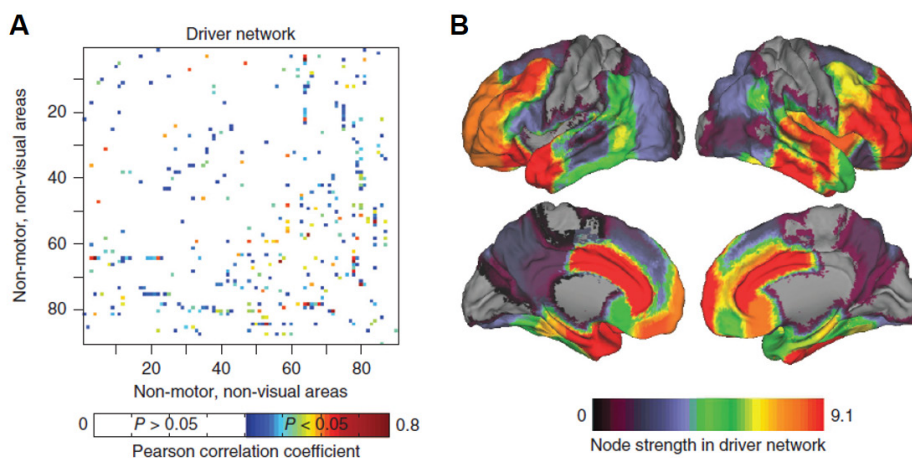 A
Driver network
Non-motor, non-visual areas
20
40
60
80
20
40
60
80
Non-motor, non-visual areas
0
P > 0.05
P < 0.05
0.8
Pearson correlation coefficient
B
0
9.1
Node strength in driver network